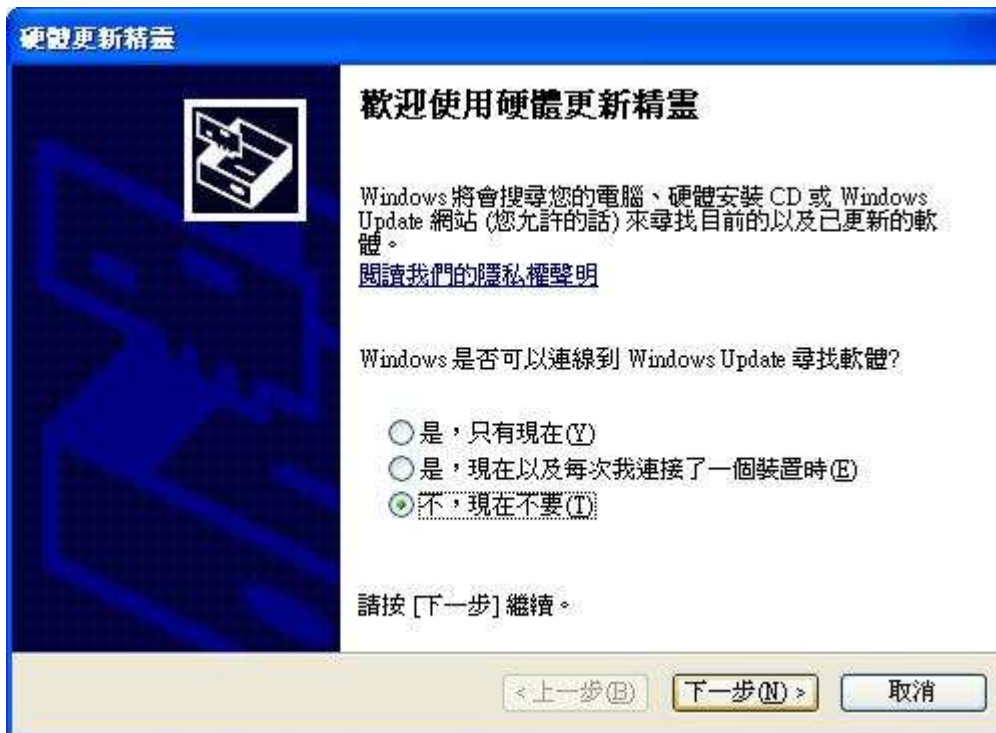 硬體更新精靈
歡迎使用硬體更新精靈
Windows 將會搜尋您的電腦、硬體安裝 CD 或 Windows
Update 網站 (您允許的話) 來尋找目前的以及已更新的軟
體。
閱讀我們的隱私權聲明
Windows 是否可以連線到 Windows Update 尋找軟體?
是，只有現在(Y)
是，現在以及每次我連接了一個裝置時(E)
不，現在不要(T)
請按 [下一步] 繼續。
< 上一步(B) 下一步(N) > 取消